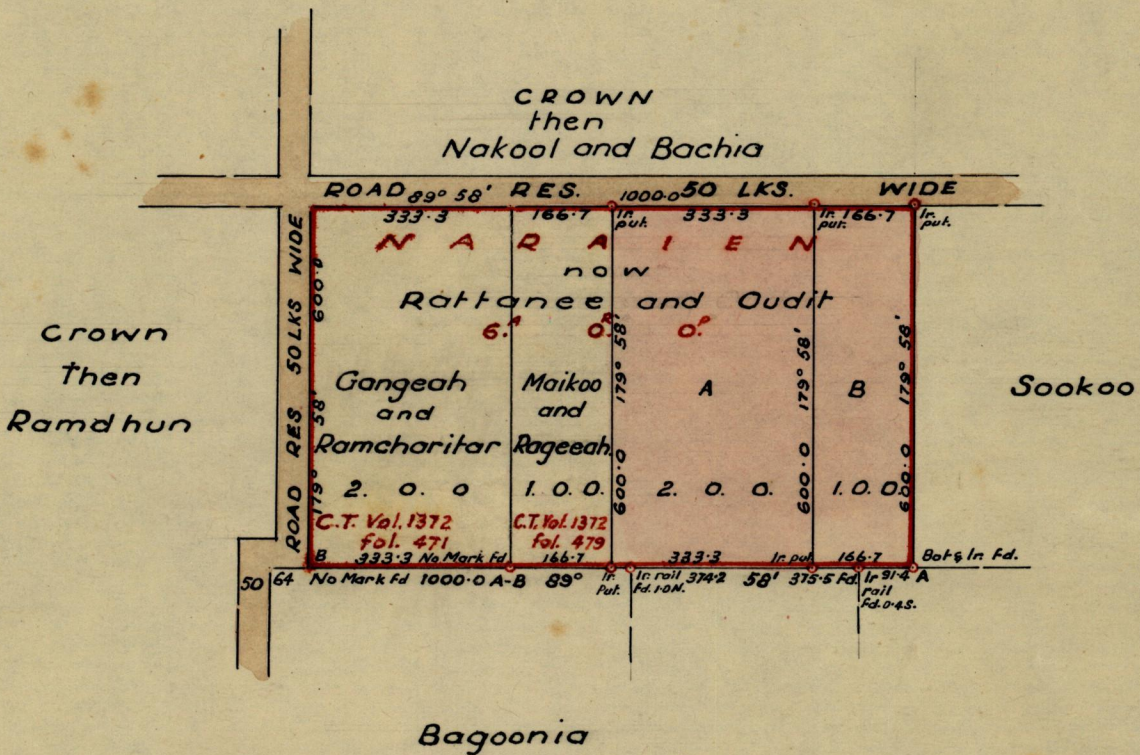 CROWN
then
Nakool and Bachia
ROAD 89° 58' RES. 1000·0 50 LKS. WIDE
333·3 166·7 Ir. put. 333·3 Ir. put. 166·7 Ir. put.
NARAIEN
now
Rattanee and Oudit
6.A 0.R 0.P
ROAD RES 50 LKS WIDE
179° 58' 600·0
179° 58' 600·0
179° 58' 600·0
179° 58' 600·0
Crown
Then
Ramdhun
Gangeah
and
Ramcharitar
2. 0. 0
C.T. Vol. 1372
fol. 471
Maikoo
and
Rageeah.
1. 0. 0.
C.T. Vol. 1372
fol. 479
A
2. 0. 0.
B
1. 0. 0.
Sookoo
B 333·3 No Mark Fd 166·7 333·3 Ir. put 166·7 Bot & Ir. Fd.
50 64 No Mark Fd 1000·0 A-B 89° Ir. Put. Ir. rail Fd. 1·0 N. 374·2 58' 375·5 Fd. Ir 91·4 A
rail
Fd. 0·4 S.
Bagoonia